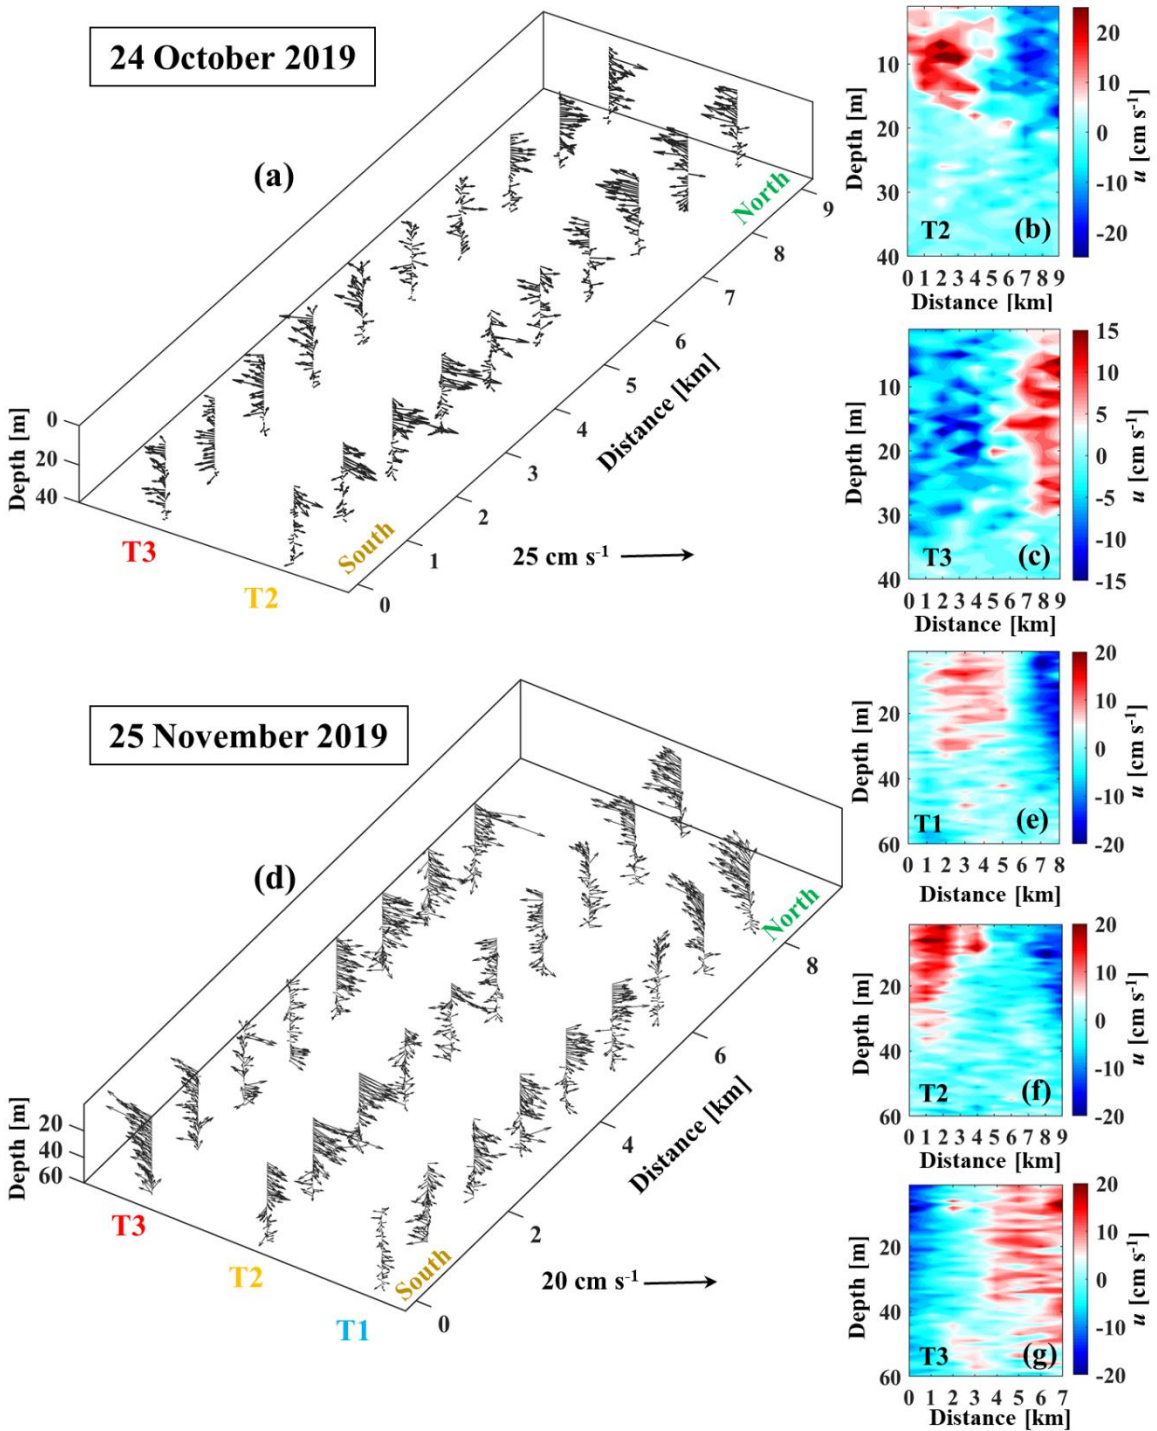 24 October 2019
(a)
North
9
8
7
6
5
4
3
2
1
0
Distance [km]
Depth [m]
0
20
40
South
T3
T2
25 cm s-1
10
20
30
40
Depth [m]
T2
(b)
0 1 2 3 4 5 6 7 8 9
Distance [km]
20
10
0
-10
-20
u [cm s-1]
10
20
30
40
Depth [m]
T3
(c)
0 1 2 3 4 5 6 7 8 9
Distance [km]
15
10
5
0
-5
-10
-15
u [cm s-1]
25 November 2019
(d)
North
8
6
4
2
0
Distance [km]
Depth [m]
20
40
60
South
T3
T2
T1
20 cm s-1
20
40
60
Depth [m]
T1
(e)
0 1 2 3 4 5 6 7 8
Distance [km]
20
10
0
-10
-20
u [cm s-1]
20
40
60
Depth [m]
T2
(f)
0 1 2 3 4 5 6 7 8 9
Distance [km]
20
10
0
-10
-20
u [cm s-1]
20
40
60
Depth [m]
T3
(g)
0 1 2 3 4 5 6 7
Distance [km]
20
10
0
-10
-20
u [cm s-1]